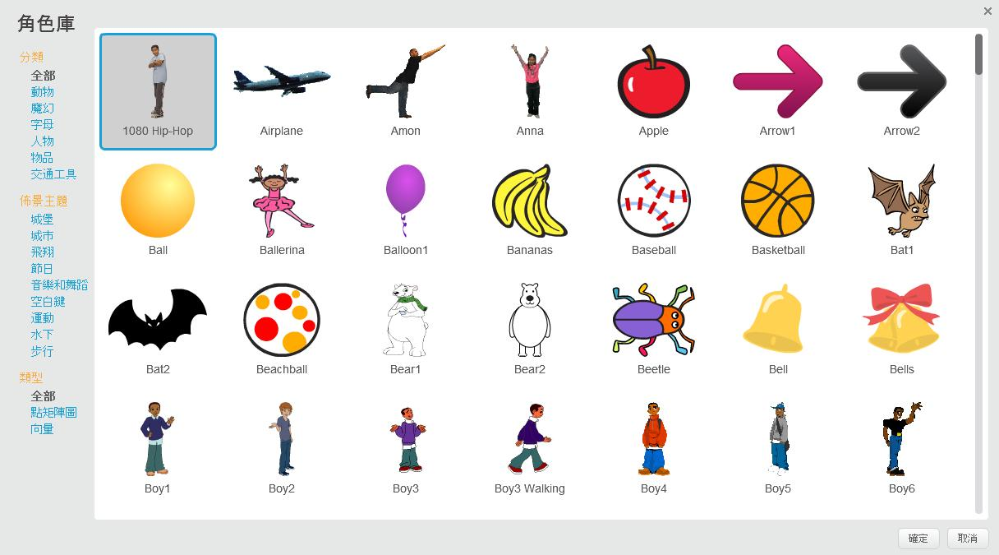 角色庫
×
分類
全部
動物
魔幻
字母
人物
物品
交通工具
佈景主題
城堡
城市
飛翔
節日
音樂和舞蹈
空白鍵
運動
水下
步行
類型
全部
點矩陣圖
向量
1080 Hip-Hop
Airplane
Amon
Anna
Apple
Arrow1
Arrow2
Ball
Ballerina
Balloon1
Bananas
Baseball
Basketball
Bat1
Bat2
Beachball
Bear1
Bear2
Beetle
Bell
Bells
Boy1
Boy2
Boy3
Boy3 Walking
Boy4
Boy5
Boy6
確定
取消